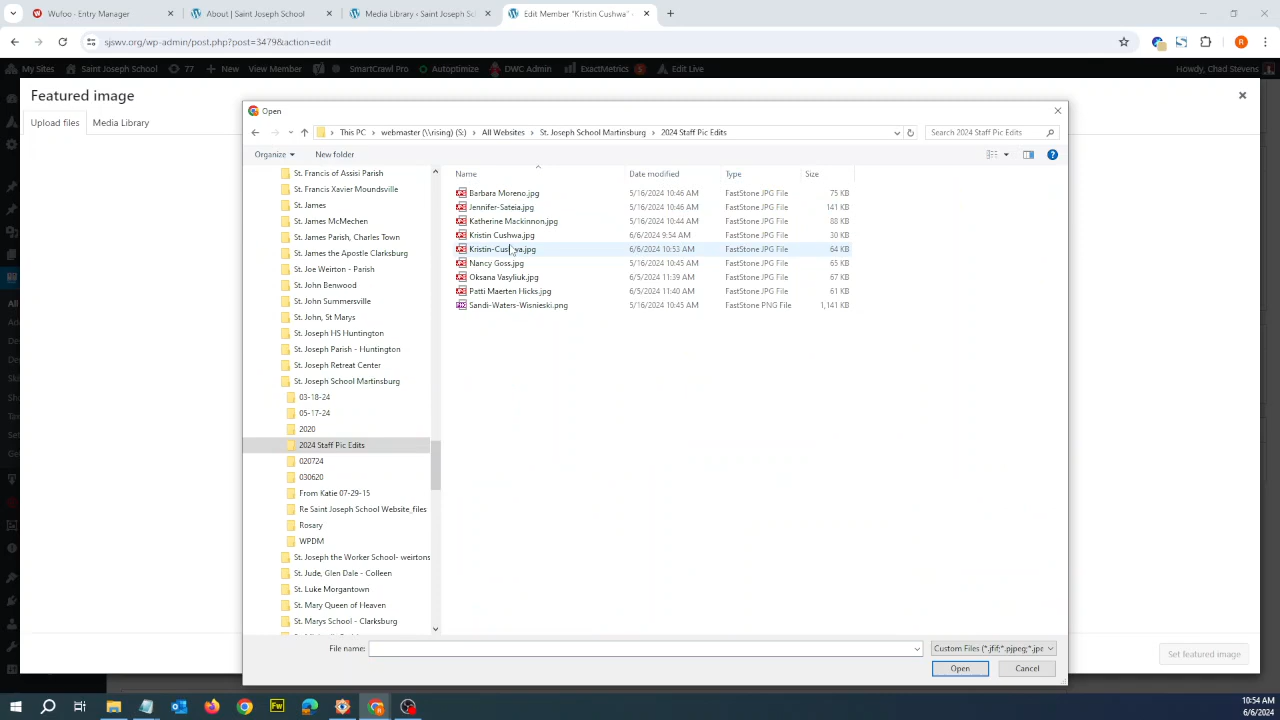 Wufoo - Entry Manager
About | Saint Joseph School
Media Library ‹ Saint Joseph Sc
Edit Member "Kristin Cushwa" ‹
sjswv.org/wp-admin/post.php?post=3479&action=edit
My Sites
Saint Joseph School
77
New
View Member
SmartCrawl Pro
Autoptimize
DWC Admin
ExactMetrics
Edit Live
Howdy, Chad Stevens
Featured image
Upload files
Media Library
Open
This PC
webmaster (\\rising) (S:)
All Websites
St. Joseph School Martinsburg
2024 Staff Pic Edits
Search 2024 Staff Pic Edits
Organize
New folder
St. Francis of Assisi Parish
St. Francis Xavier Moundsville
St. James
St. James McMechen
St. James Parish, Charles Town
St. James the Apostle Clarksburg
St. Joe Weirton - Parish
St. John Benwood
St. John Summersville
St. John, St Marys
St. Joseph HS Huntington
St. Joseph Parish - Huntington
St. Joseph Retreat Center
St. Joseph School Martinsburg
03-18-24
05-17-24
2020
2024 Staff Pic Edits
020724
030620
From Katie 07-29-15
Re Saint Joseph School Website_files
Rosary
WPDM
St. Joseph the Worker School- weirtons
St. Jude, Glen Dale - Colleen
St. Luke Morgantown
St. Mary Queen of Heaven
St. Marys School - Clarksburg
Name Date modified Type Size
Barbara Moreno.jpg 5/16/2024 10:46 AM FastStone JPG File 75 KB
Jennifer-Sateia.jpg 5/16/2024 10:46 AM FastStone JPG File 141 KB
Katherine Mackinnon.jpg 5/16/2024 10:44 AM FastStone JPG File 88 KB
Kristin Cushwa.jpg 6/6/2024 9:54 AM FastStone JPG File 30 KB
Kristin-Cushwa.jpg 6/6/2024 10:53 AM FastStone JPG File 64 KB
Nancy Goss.jpg 5/16/2024 10:45 AM FastStone JPG File 65 KB
Oksana Vasyliuk.jpg 6/5/2024 11:39 AM FastStone JPG File 67 KB
Patti Maerten Hicks.jpg 6/5/2024 11:40 AM FastStone JPG File 61 KB
Sandi-Waters-Wisnieski.png 5/16/2024 10:45 AM FastStone PNG File 1,141 KB
File name:
Custom Files (*.jfif;*.pjpeg;*.jpe
Open
Cancel
Set featured image
10:54 AM
6/6/2024